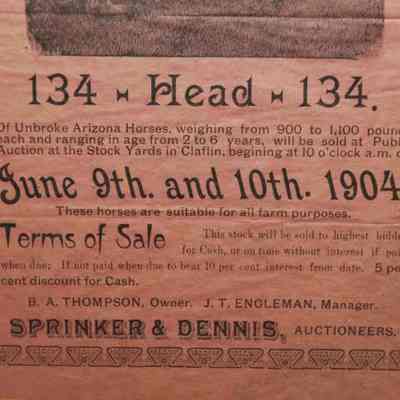 134 Head 134.
Of Unbroke Arizona Horses, weighing from 900 to 1,100 poun
each and ranging in age from 2 to 6 years, will be sold at Publ
Auction at the Stock Yards in Claflin, begining at 10 o'clock a.m. o
June 9th. and 10th. 1904
These horses are suitable for all farm purposes.
Terms of Sale This stock will be sold to highest bidde
for Cash, or on time without interest if pai
when due; If not paid when due to bear 10 per cent interest from date. 5 pe
cent discount for Cash.
B. A. THOMPSON, Owner. J. T. ENGLEMAN, Manager.
SPRINKER & DENNIS, AUCTIONEERS.